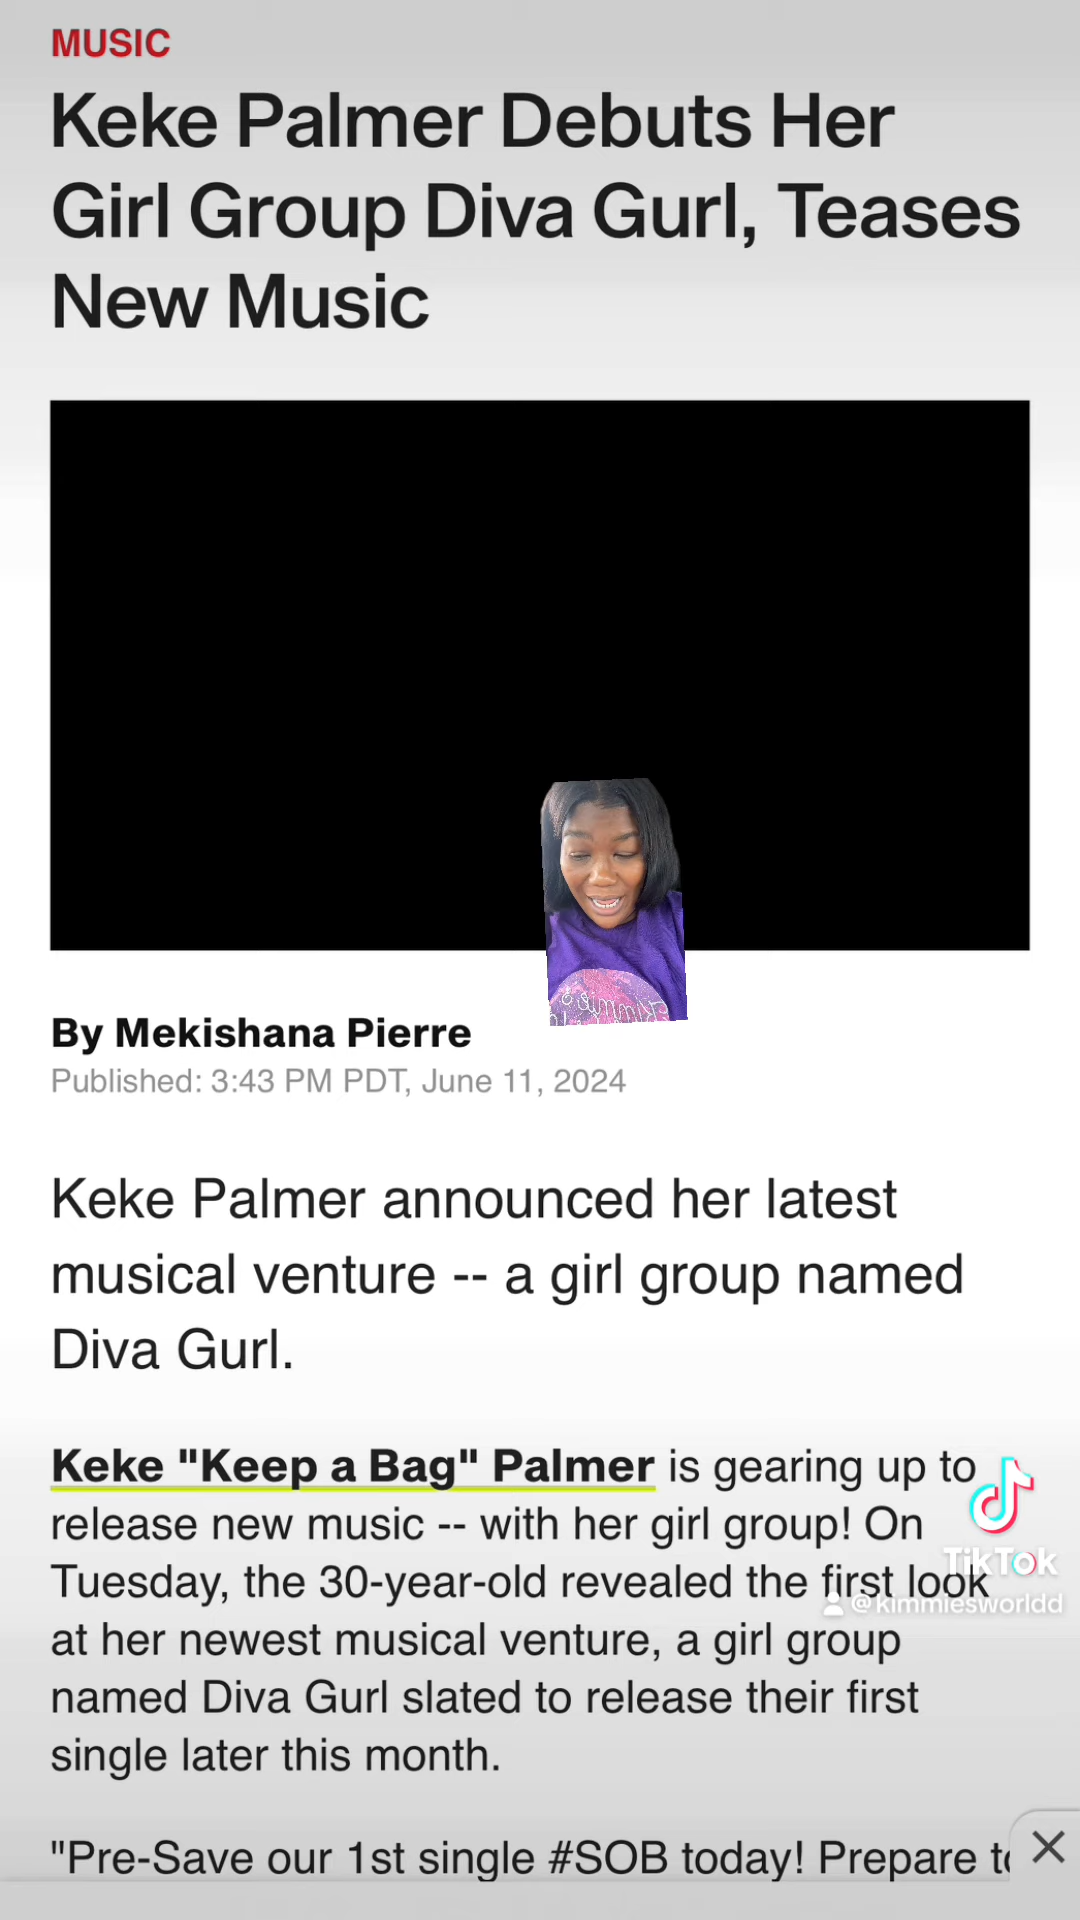 MUSIC
Keke Palmer Debuts Her
Girl Group Diva Gurl, Teases
New Music
By Mekishana Pierre
Published: 3:43 PM PDT, June 11, 2024
Keke Palmer announced her latest
musical venture -- a girl group named
Diva Gurl.
Keke "Keep a Bag" Palmer is gearing up to
release new music -- with her girl group! On
Tuesday, the 30-year-old revealed the first look
at her newest musical venture, a girl group
named Diva Gurl slated to release their first
single later this month.
"Pre-Save our 1st single #SOB today! Prepare
TikTok
@kimmiesworldd